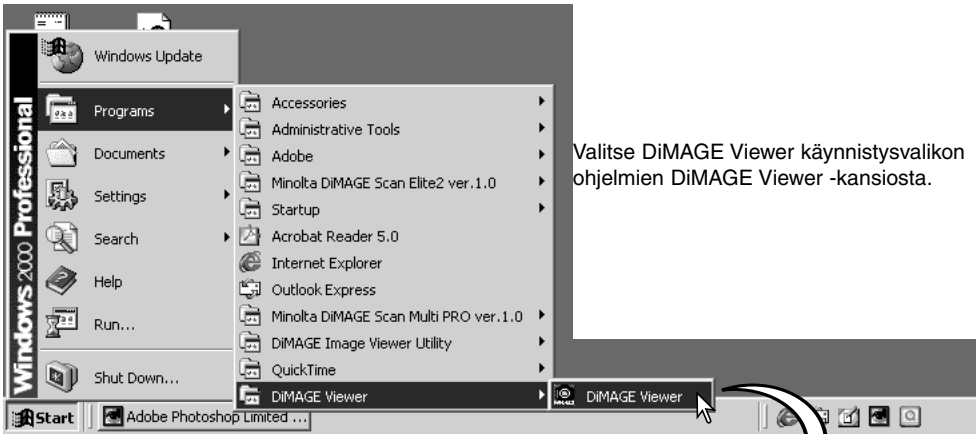 Windows 2000 Professional
Windows Update
Programs
Documents
Settings
Search
Help
Run...
Shut Down...
Accessories
Administrative Tools
Adobe
Minolta DiMAGE Scan Elite2 ver.1.0
Startup
Acrobat Reader 5.0
Internet Explorer
Outlook Express
Minolta DiMAGE Scan Multi PRO ver.1.0
DiMAGE Image Viewer Utility
QuickTime
DiMAGE Viewer
DiMAGE Viewer
Valitse DiMAGE Viewer käynnistysvalikon
ohjelmien DiMAGE Viewer -kansiosta.
Start
Adobe Photoshop Limited ...